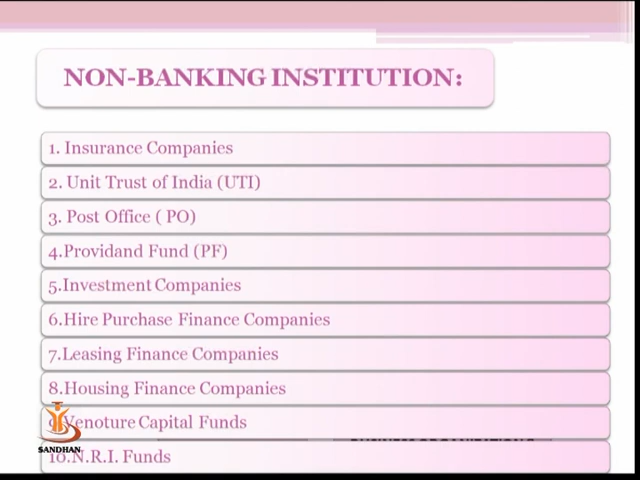 NON-BANKING INSTITUTION:
1. Insurance Companies
2. Unit Trust of India (UTI)
3. Post Office ( PO)
4.Providand Fund (PF)
5.Investment Companies
6.Hire Purchase Finance Companies
7.Leasing Finance Companies
8.Housing Finance Companies
9.Venoture Capital Funds
SANDHAN
10.N.R.I. Funds